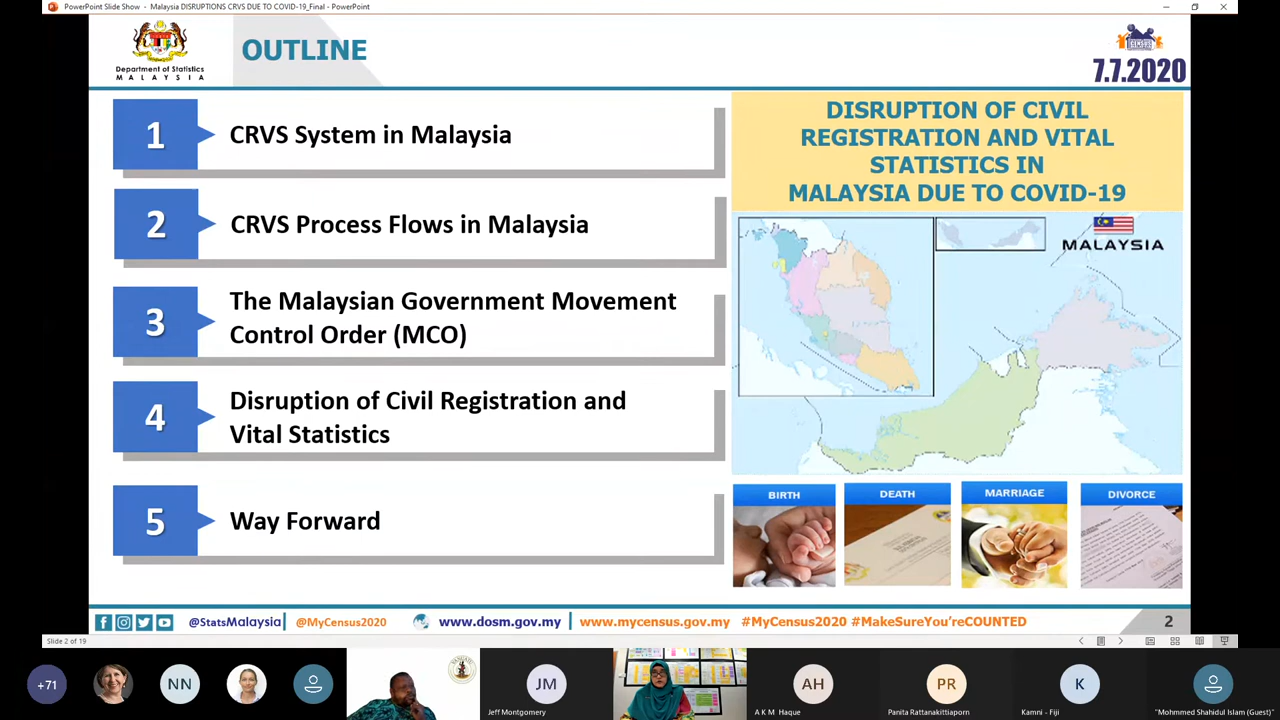 PowerPoint Slide Show - Malaysia DISRUPTIONS CRVS DUE TO COVID-19_Final - PowerPoint
Department of Statistics
MALAYSIA
OUTLINE
CENSUS
7.7.2020
1
CRVS System in Malaysia
2
CRVS Process Flows in Malaysia
3
The Malaysian Government Movement
Control Order (MCO)
4
Disruption of Civil Registration and
Vital Statistics
5
Way Forward
DISRUPTION OF CIVIL
REGISTRATION AND VITAL
STATISTICS IN
MALAYSIA DUE TO COVID-19
MALAYSIA
BIRTH
DEATH
MARRIAGE
DIVORCE
@StatsMalaysia
@MyCensus2020
www.dosm.gov.my
www.mycensus.gov.my
#MyCensus2020 #MakeSureYou'reCOUNTED
2
Slide 2 of 19
+71
NN
JM
Jeff Montgomery
AH
A K M Haque
PR
Panita Rattanakittiaporn
K
Kamni - Fiji
"Mohmmed Shahidul Islam (Guest)"